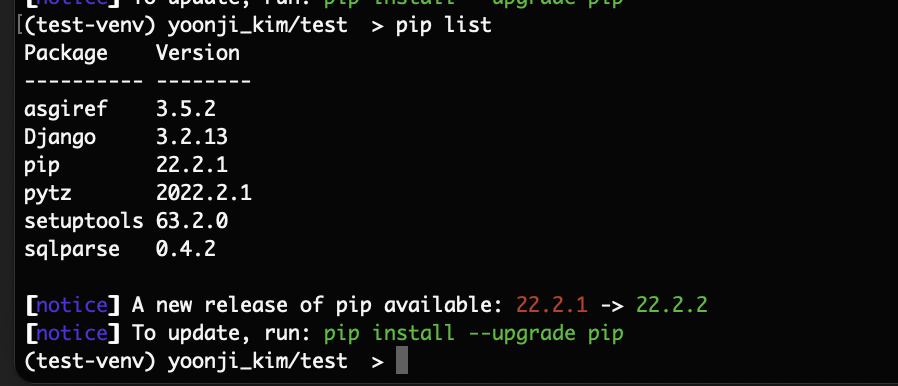 [notice] To update, run: pip install --upgrade pip
(test-venv) yoonji_kim/test  > pip list
Package    Version
---------- --------
asgiref    3.5.2
Django     3.2.13
pip        22.2.1
pytz       2022.2.1
setuptools 63.2.0
sqlparse   0.4.2
[notice] A new release of pip available: 22.2.1 -> 22.2.2
[notice] To update, run: pip install --upgrade pip
(test-venv) yoonji_kim/test  >